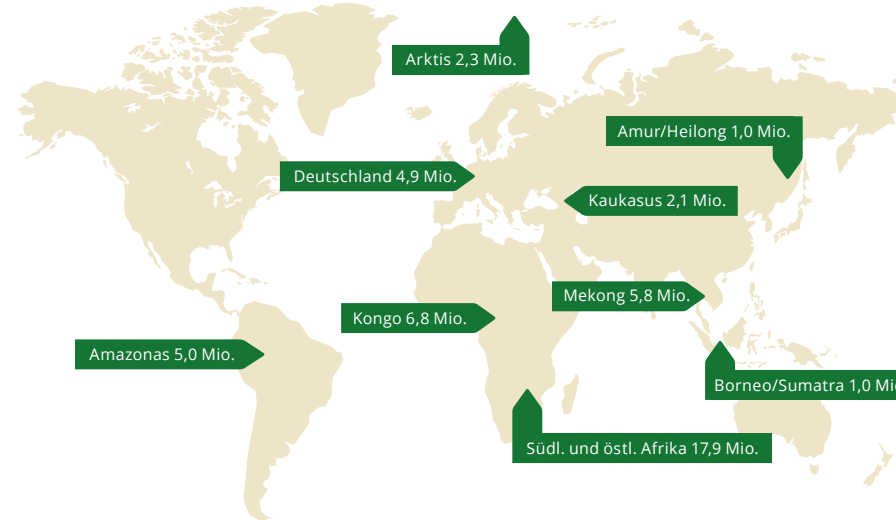 Arktis 2,3 Mio.
Amur/Heilong 1,0 Mio.
Deutschland 4,9 Mio.
Kaukasus 2,1 Mio.
Mekong 5,8 Mio.
Kongo 6,8 Mio.
Amazonas 5,0 Mio.
Borneo/Sumatra 1,0 Mi
Südl. und östl. Afrika 17,9 Mio.